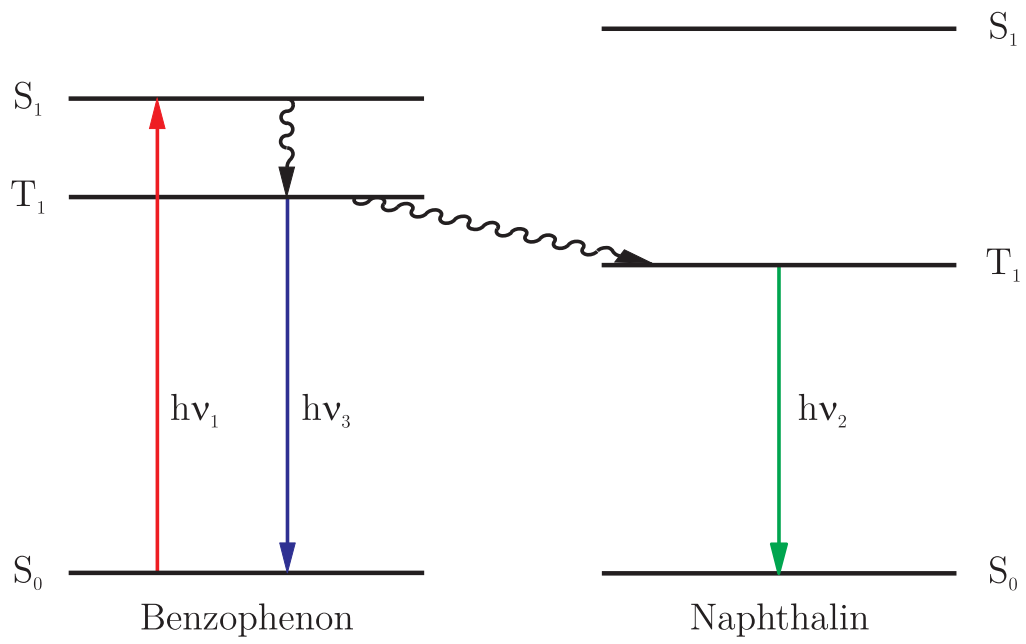 S₁
S₁
T₁
T₁
hν₁
hν₃
hν₂
S₀
S₀
Benzophenon
Naphthalin